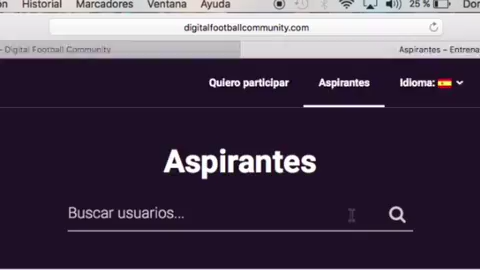 Historial Marcadores Ventana Ayuda 25 %
digitalfootballcommunity.com
– Digital Football Community Aspirantes – Entrena
Quiero participar Aspirantes Idioma:
Aspirantes
Buscar usuarios...